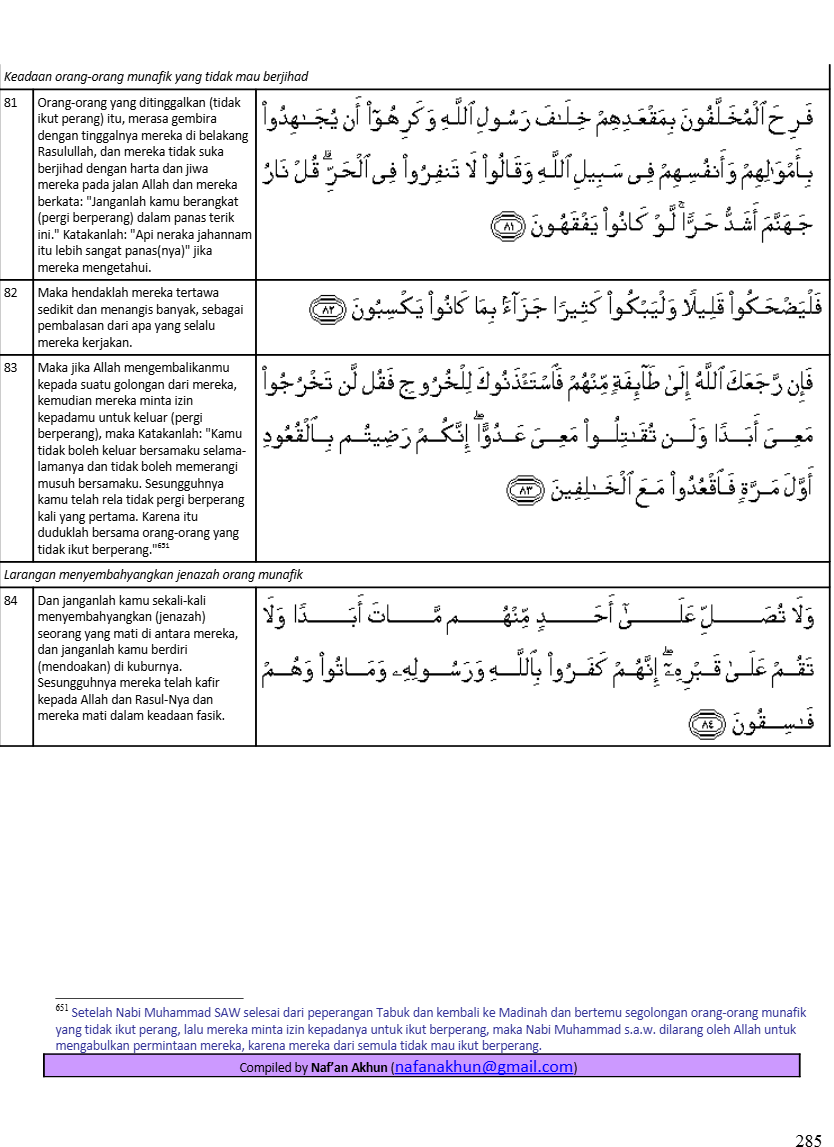 Keadaan orang-orang munafik yang tidak mau berjihad
81
Orang-orang yang ditinggalkan (tidak
ikut perang) itu, merasa gembira
dengan tinggalnya mereka di belakang
Rasulullah, dan mereka tidak suka
berjihad dengan harta dan jiwa
mereka pada jalan Allah dan mereka
berkata: "Janganlah kamu berangkat
(pergi berperang) dalam panas terik
ini." Katakanlah: "Api neraka jahannam
itu lebih sangat panas(nya)" jika
mereka mengetahui.
فَرِحَ ٱلْمُخَلَّفُونَ بِمَقْعَدِهِمْ خِلَـٰفَ رَسُولِ ٱللَّهِ وَكَرِهُوٓا۟ أَن يُجَـٰهِدُوا۟
بِأَمْوَٰلِهِمْ وَأَنفُسِهِمْ فِى سَبِيلِ ٱللَّهِ وَقَالُوا۟ لَا تَنفِرُوا۟ فِى ٱلْحَرِّ ۗ قُلْ نَارُ
جَهَنَّمَ أَشَدُّ حَرًّا ۚ لَّوْ كَانُوا۟ يَفْقَهُونَ ﴿٨١﴾
82
Maka hendaklah mereka tertawa
sedikit dan menangis banyak, sebagai
pembalasan dari apa yang selalu
mereka kerjakan.
فَلْيَضْحَكُوا۟ قَلِيلًا وَلْيَبْكُوا۟ كَثِيرًا جَزَآءًۢ بِمَا كَانُوا۟ يَكْسِبُونَ ﴿٨٢﴾
83
Maka jika Allah mengembalikanmu
kepada suatu golongan dari mereka,
kemudian mereka minta izin
kepadamu untuk keluar (pergi
berperang), maka Katakanlah: "Kamu
tidak boleh keluar bersamaku selama-
lamanya dan tidak boleh memerangi
musuh bersamaku. Sesungguhnya
kamu telah rela tidak pergi berperang
kali yang pertama. Karena itu
duduklah bersama orang-orang yang
tidak ikut berperang."651
فَإِن رَّجَعَكَ ٱللَّهُ إِلَىٰ طَآئِفَةٍ مِّنْهُمْ فَٱسْتَـْٔذَنُوكَ لِلْخُرُوجِ فَقُل لَّن تَخْرُجُوا۟
مَعِىَ أَبَدًا وَلَن تُقَـٰتِلُوا۟ مَعِىَ عَدُوًّا ۖ إِنَّكُمْ رَضِيتُم بِٱلْقُعُودِ
أَوَّلَ مَرَّةٍ فَٱقْعُدُوا۟ مَعَ ٱلْخَـٰلِفِينَ ﴿٨٣﴾
Larangan menyembahyangkan jenazah orang munafik
84
Dan janganlah kamu sekali-kali
menyembahyangkan (jenazah)
seorang yang mati di antara mereka,
dan janganlah kamu berdiri
(mendoakan) di kuburnya.
Sesungguhnya mereka telah kafir
kepada Allah dan Rasul-Nya dan
mereka mati dalam keadaan fasik.
وَلَا تُصَلِّ عَلَىٰٓ أَحَدٍ مِّنْهُم مَّاتَ أَبَدًا وَلَا
تَقُمْ عَلَىٰ قَبْرِهِۦٓ ۖ إِنَّهُمْ كَفَرُوا۟ بِٱللَّهِ وَرَسُولِهِۦ وَمَاتُوا۟ وَهُمْ
فَـٰسِقُونَ ﴿٨٤﴾
651 Setelah Nabi Muhammad SAW selesai dari peperangan Tabuk dan kembali ke Madinah dan bertemu segolongan orang-orang munafik
yang tidak ikut perang, lalu mereka minta izin kepadanya untuk ikut berperang, maka Nabi Muhammad s.a.w. dilarang oleh Allah untuk
mengabulkan permintaan mereka, karena mereka dari semula tidak mau ikut berperang.
Compiled by Naf'an Akhun (nafanakhun@gmail.com)
285